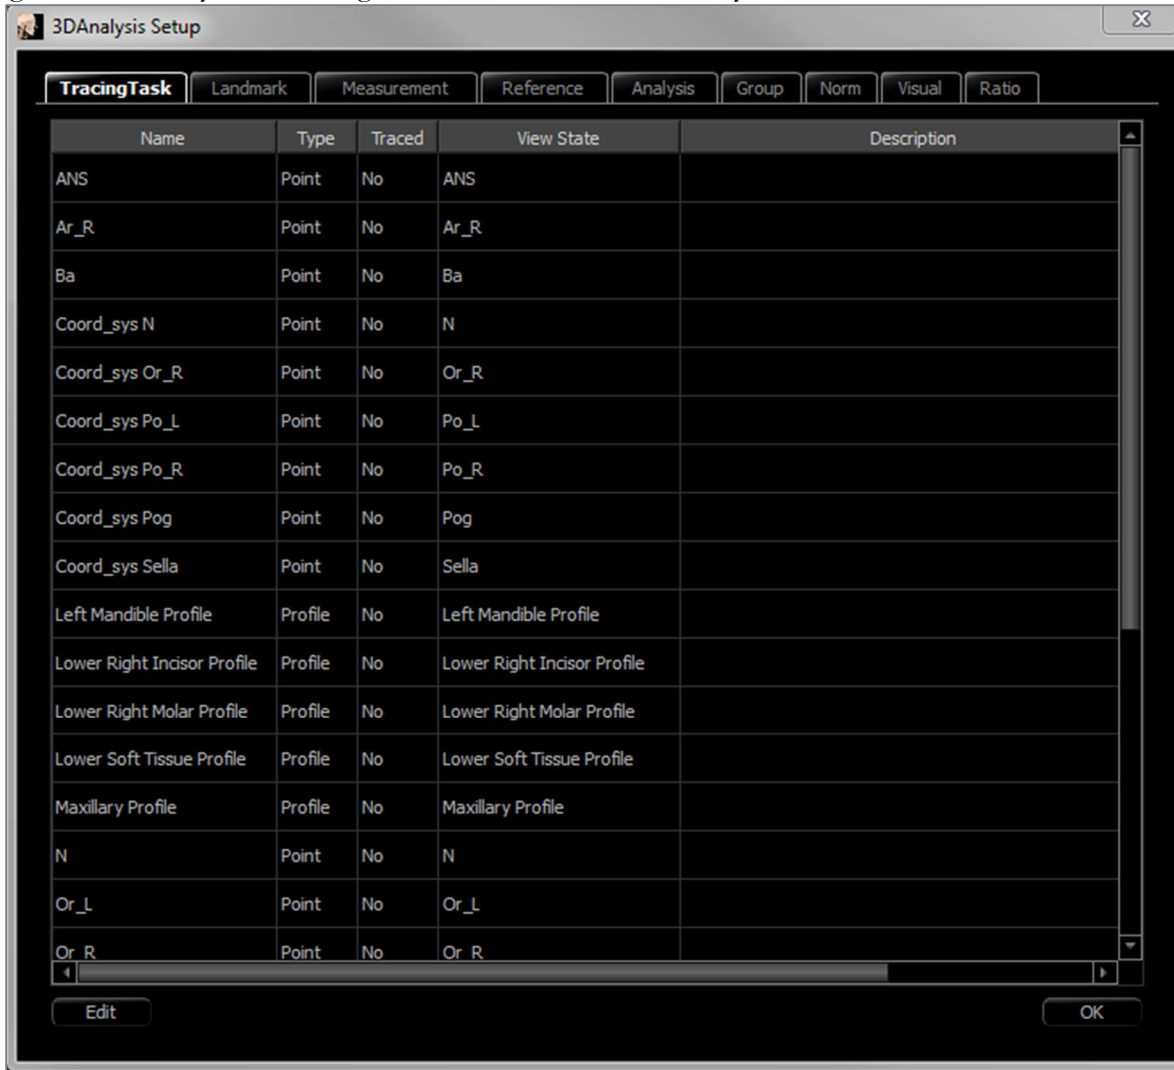 3DAnalysis Setup
TracingTask Landmark Measurement Reference Analysis Group Norm Visual Ratio
Name Type Traced View State Description
ANS Point No ANS
Ar_R Point No Ar_R
Ba Point No Ba
Coord_sys N Point No N
Coord_sys Or_R Point No Or_R
Coord_sys Po_L Point No Po_L
Coord_sys Po_R Point No Po_R
Coord_sys Pog Point No Pog
Coord_sys Sella Point No Sella
Left Mandible Profile Profile No Left Mandible Profile
Lower Right Incisor Profile Profile No Lower Right Incisor Profile
Lower Right Molar Profile Profile No Lower Right Molar Profile
Lower Soft Tissue Profile Profile No Lower Soft Tissue Profile
Maxillary Profile Profile No Maxillary Profile
N Point No N
Or_L Point No Or_L
Or_R Point No Or_R
Edit OK